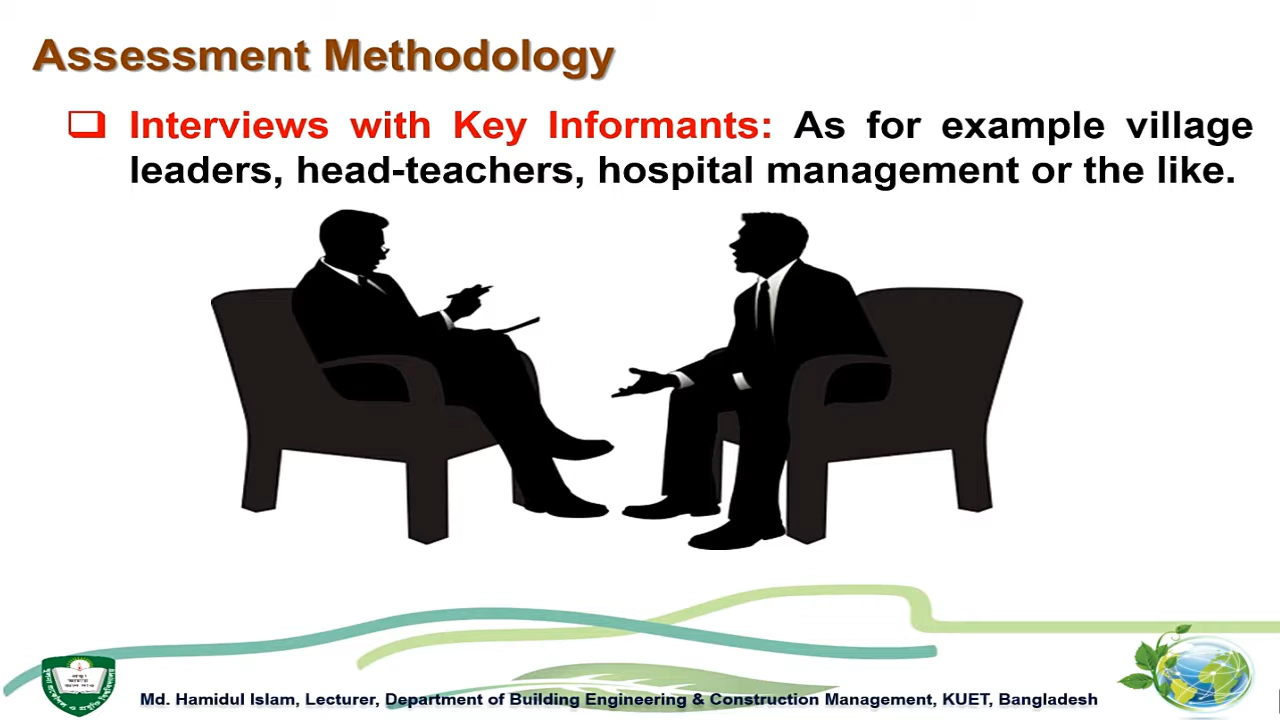 Assessment Methodology
Interviews with Key Informants: As for example village
leaders, head-teachers, hospital management or the like.
Md. Hamidul Islam, Lecturer, Department of Building Engineering & Construction Management, KUET, Bangladesh